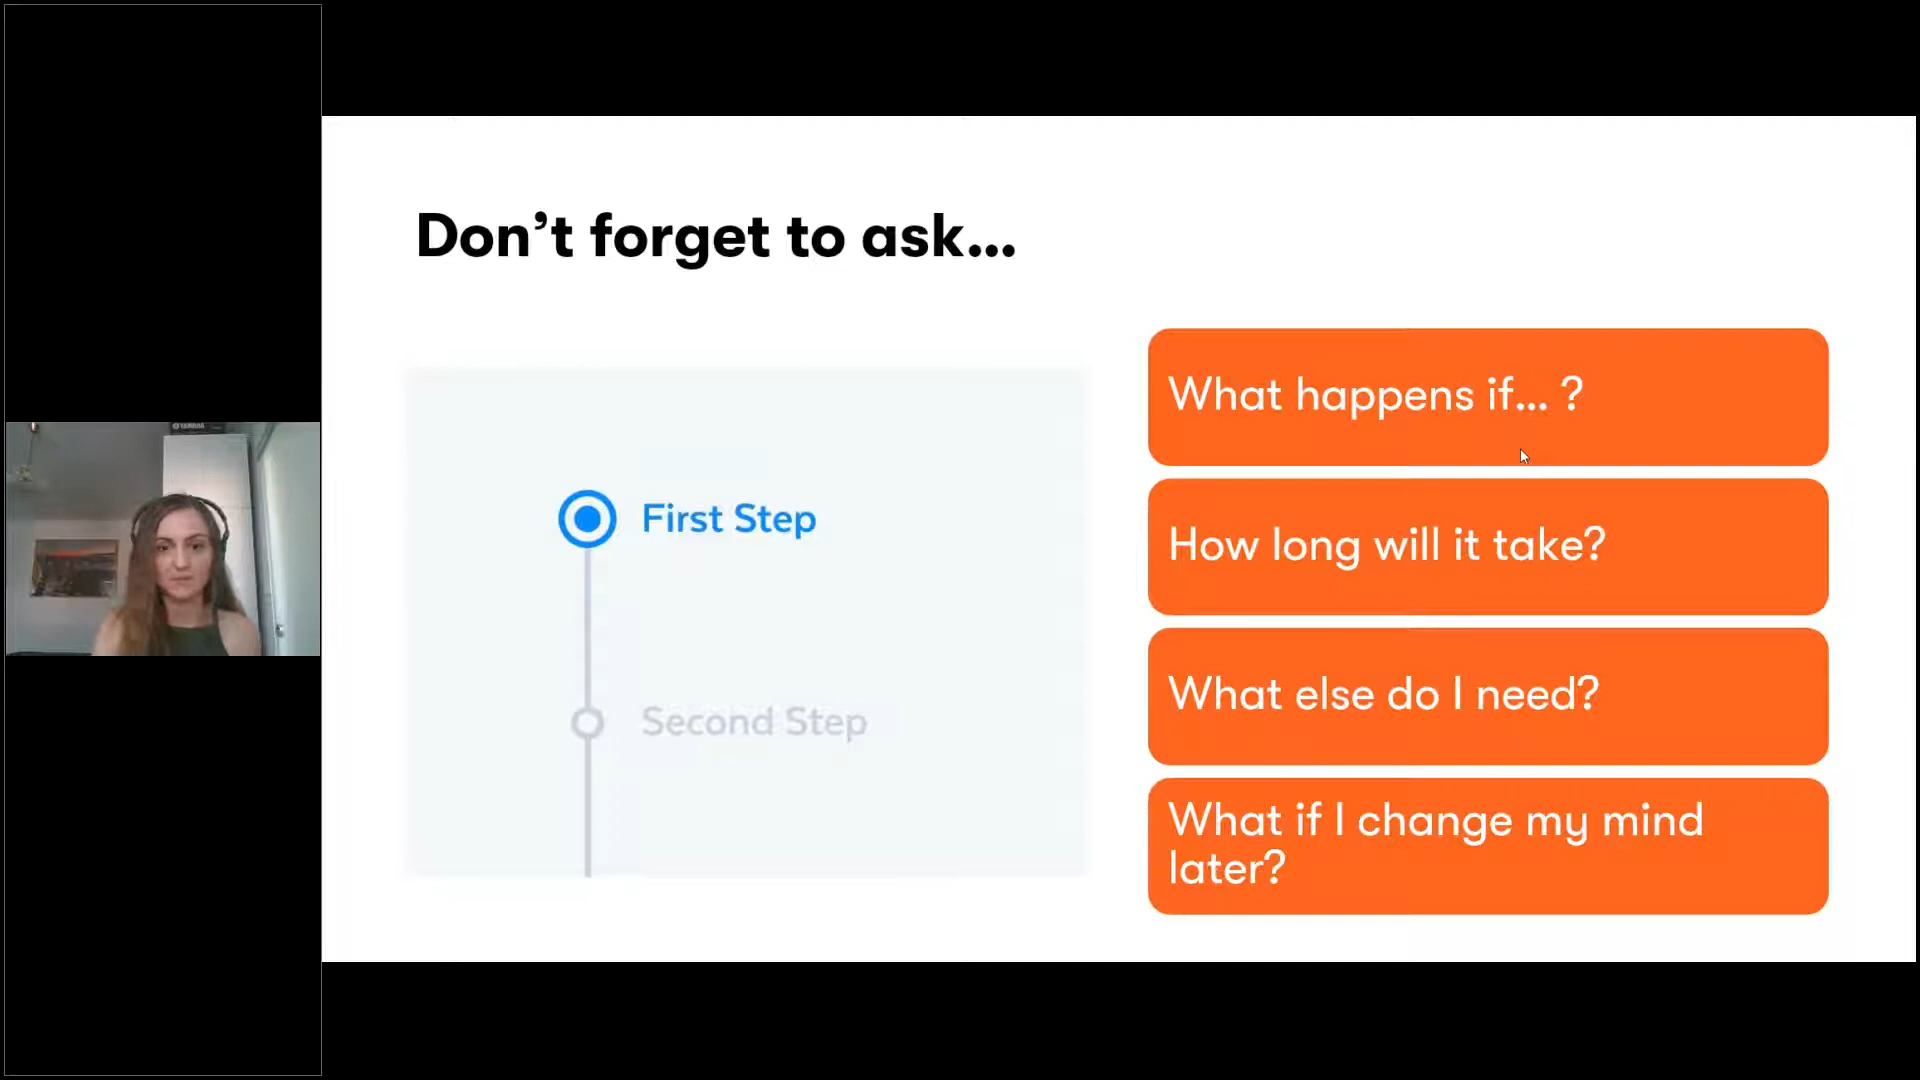 Don’t forget to ask...
First Step
Second Step
What happens if... ?
How long will it take?
What else do I need?
What if I change my mind
later?
YAMAHA